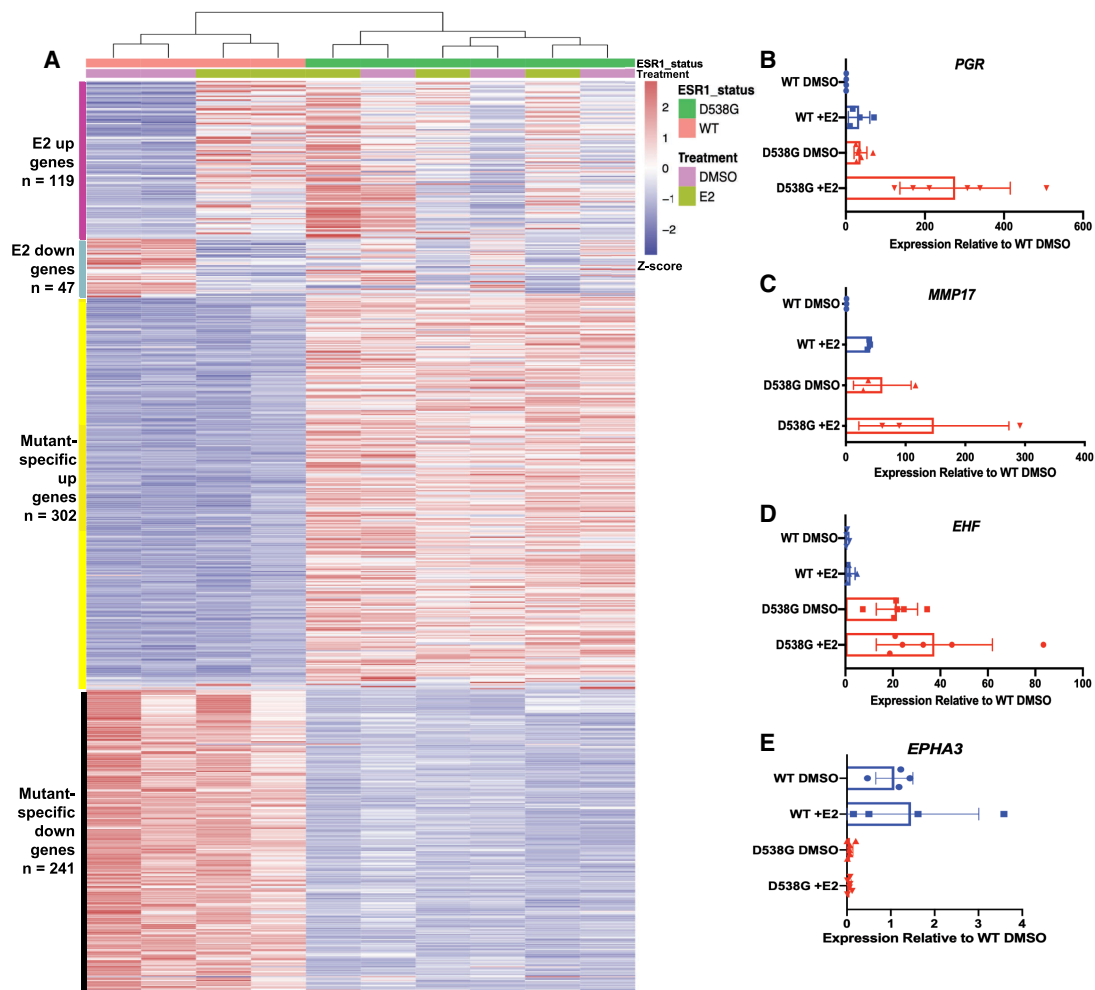 A
E2 up
genes
n = 119
E2 down
genes
n = 47
Mutant-
specific
up
genes
n = 302
Mutant-
specific
down
genes
n = 241
ESR1_status
Treatment
2
1
0
−1
−2
Z-score
ESR1_status
D538G
WT
Treatment
DMSO
E2
B
PGR
WT DMSO
WT +E2
D538G DMSO
D538G +E2
0 200 400 600
Expression Relative to WT DMSO
C
MMP17
WT DMSO
WT +E2
D538G DMSO
D538G +E2
0 100 200 300 400
Expression Relative to WT DMSO
D
EHF
WT DMSO
WT +E2
D538G DMSO
D538G +E2
0 20 40 60 80 100
Expression Relative to WT DMSO
E
EPHA3
WT DMSO
WT +E2
D538G DMSO
D538G +E2
0 1 2 3 4
Expression Relative to WT DMSO